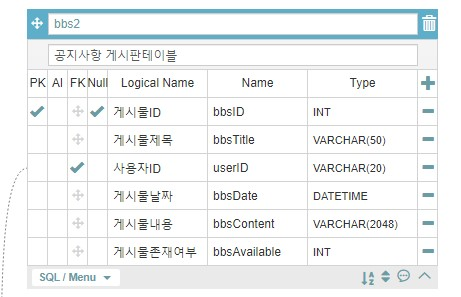 bbs2
공지사항 게시판테이블
PK AI FK Null Logical Name Name Type
게시물ID bbsID INT
게시물제목 bbsTitle VARCHAR(50)
사용자ID userID VARCHAR(20)
게시물날짜 bbsDate DATETIME
게시물내용 bbsContent VARCHAR(2048)
게시물존재여부 bbsAvailable INT
SQL / Menu